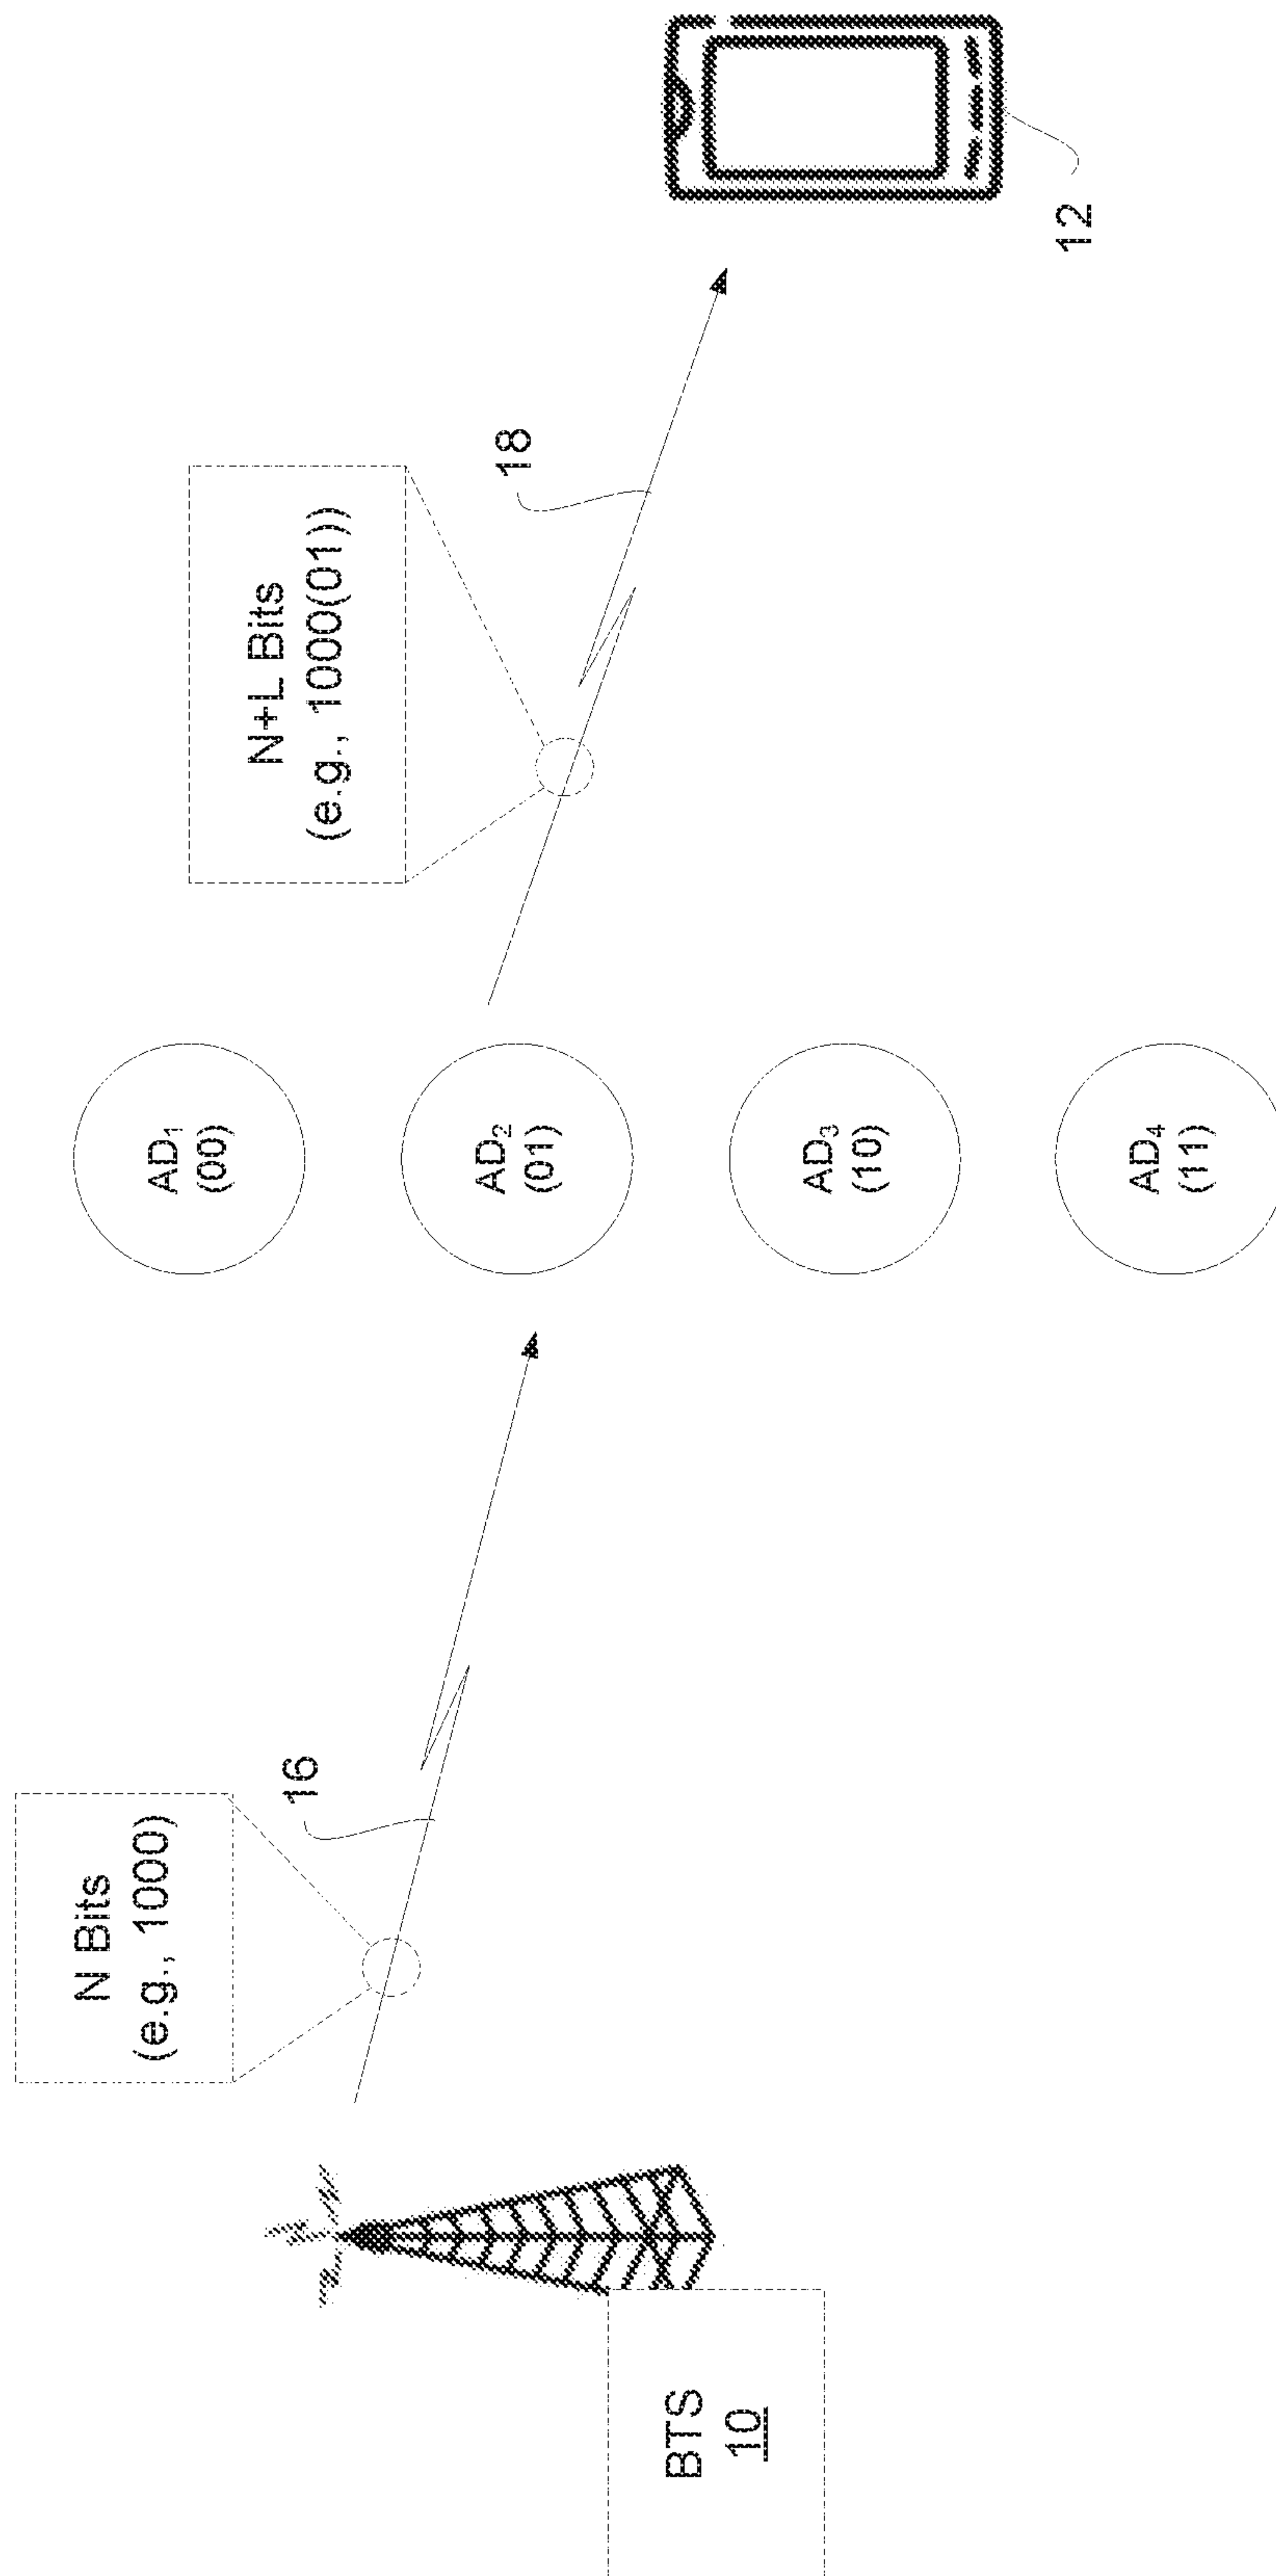 N Bits
(e.g., 1000)
16
BTS
10
AD₁
(00)
AD₂
(01)
AD₃
(10)
AD₄
(11)
N+L Bits
(e.g., 1000(01))
18
12